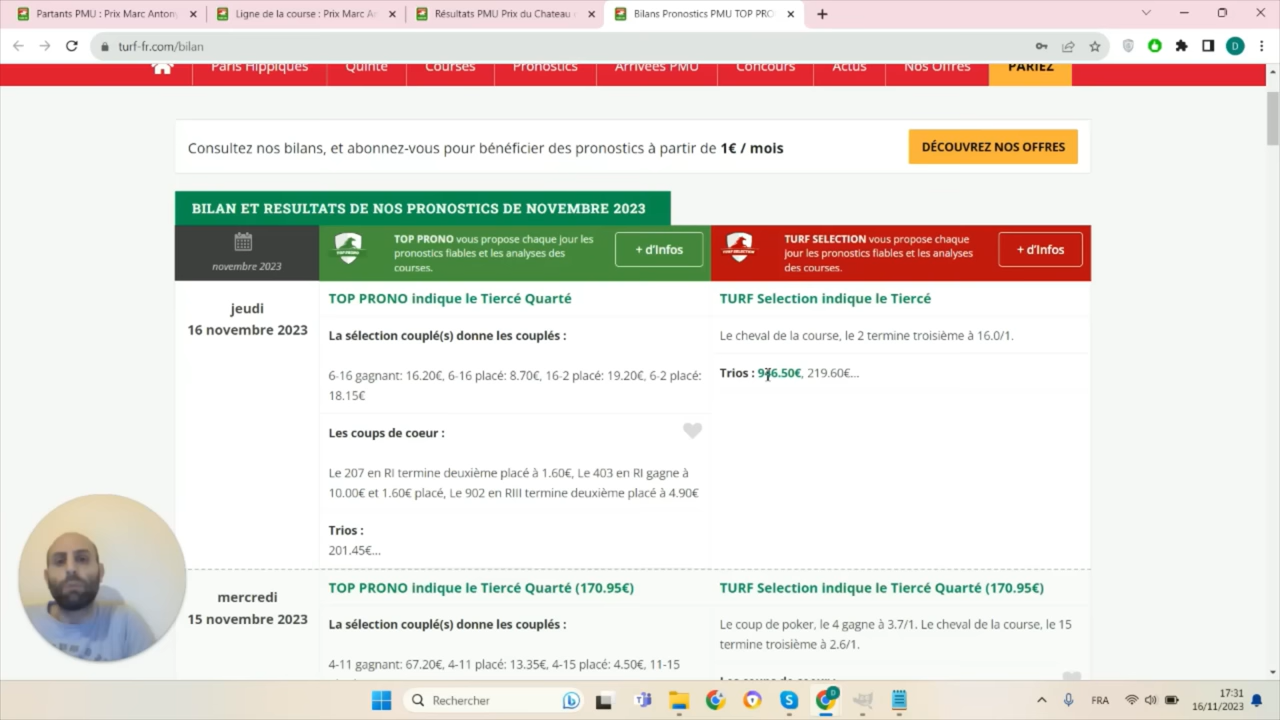 Partants PMU : Prix Marc Antony
Ligne de la course : Prix Marc A
Résultats PMU Prix du Chateau
Bilans Pronostics PMU TOP PRO
turf-fr.com/bilan
D
Paris Hippiques
Quinté
Courses
Pronostics
Arrivées PMU
Concours
Actus
Nos Offres
PARIEZ
Consultez nos bilans, et abonnez-vous pour bénéficier des pronostics à partir de 1€ / mois
DÉCOUVREZ NOS OFFRES
BILAN ET RESULTATS DE NOS PRONOSTICS DE NOVEMBRE 2023
novembre 2023
TOP PRONO
TOP PRONO vous propose chaque jour les
pronostics fiables et les analyses des
courses.
+ d'Infos
TURF SELECTION
TURF SELECTION vous propose chaque
jour les pronostics fiables et les analyses
des courses.
+ d'Infos
jeudi
16 novembre 2023
TOP PRONO indique le Tiercé Quarté
La sélection couplé(s) donne les couplés :
6-16 gagnant: 16.20€, 6-16 placé: 8.70€, 16-2 placé: 19.20€, 6-2 placé:
18.15€
Les coups de coeur :
Le 207 en RI termine deuxième placé à 1.60€, Le 403 en RI gagne à
10.00€ et 1.60€ placé, Le 902 en RIII termine deuxième placé à 4.90€
Trios :
201.45€...
TURF Selection indique le Tiercé
Le cheval de la course, le 2 termine troisième à 16.0/1.
Trios : 219.60€...
mercredi
15 novembre 2023
TOP PRONO indique le Tiercé Quarté (170.95€)
La sélection couplé(s) donne les couplés :
4-11 gagnant: 67.20€, 4-11 placé: 13.35€, 4-15 placé: 4.50€, 11-15
TURF Selection indique le Tiercé Quarté (170.95€)
Le coup de poker, le 4 gagne à 3.7/1. Le cheval de la course, le 15
termine troisième à 2.6/1.
Rechercher
FRA
17:31
16/11/2023